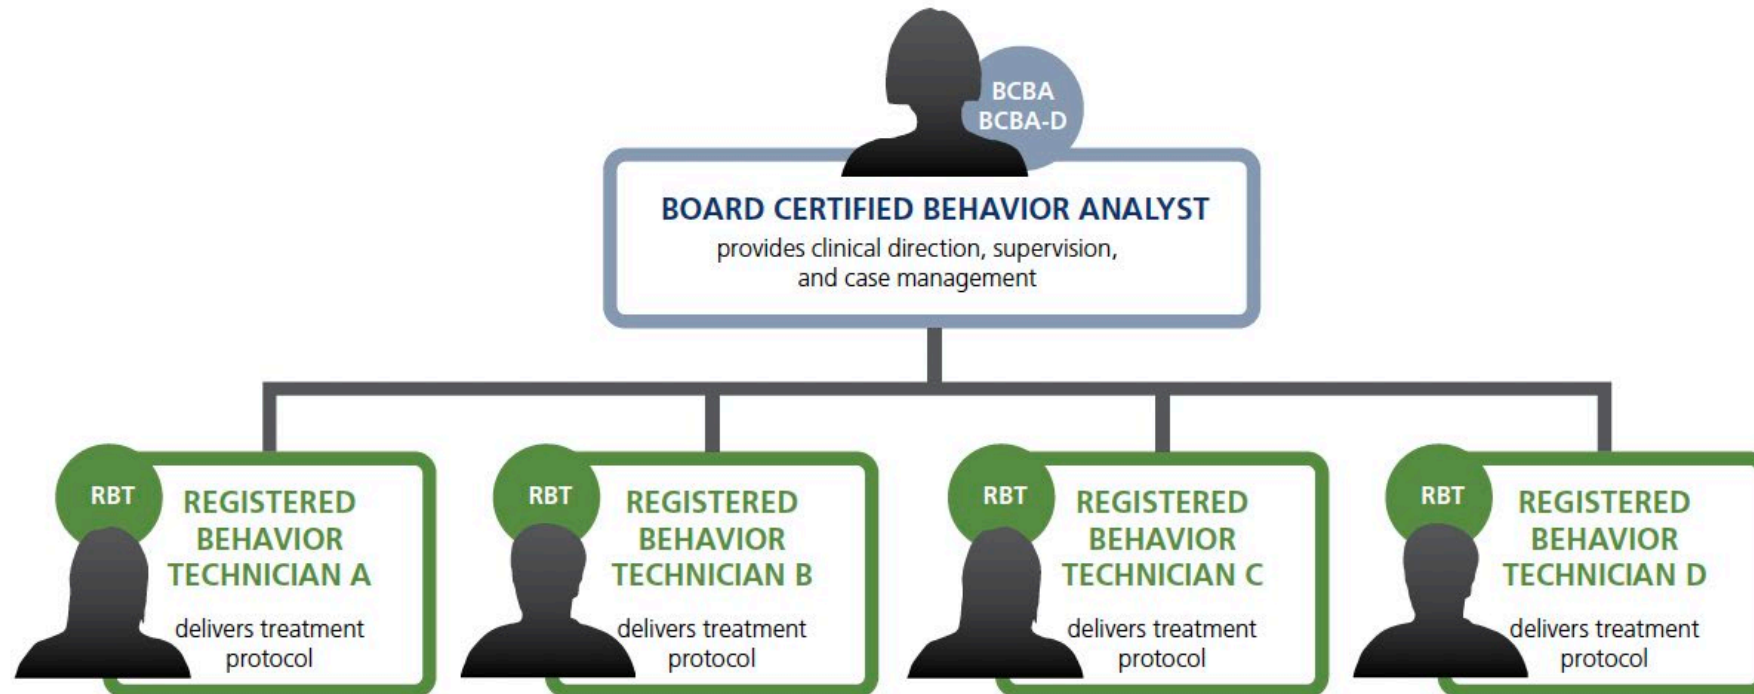 BCBA
BCBA-D
BOARD CERTIFIED BEHAVIOR ANALYST
provides clinical direction, supervision,
and case management
RBT
REGISTERED
BEHAVIOR
TECHNICIAN A
delivers treatment
protocol
RBT
REGISTERED
BEHAVIOR
TECHNICIAN B
delivers treatment
protocol
RBT
REGISTERED
BEHAVIOR
TECHNICIAN C
delivers treatment
protocol
RBT
REGISTERED
BEHAVIOR
TECHNICIAN D
delivers treatment
protocol